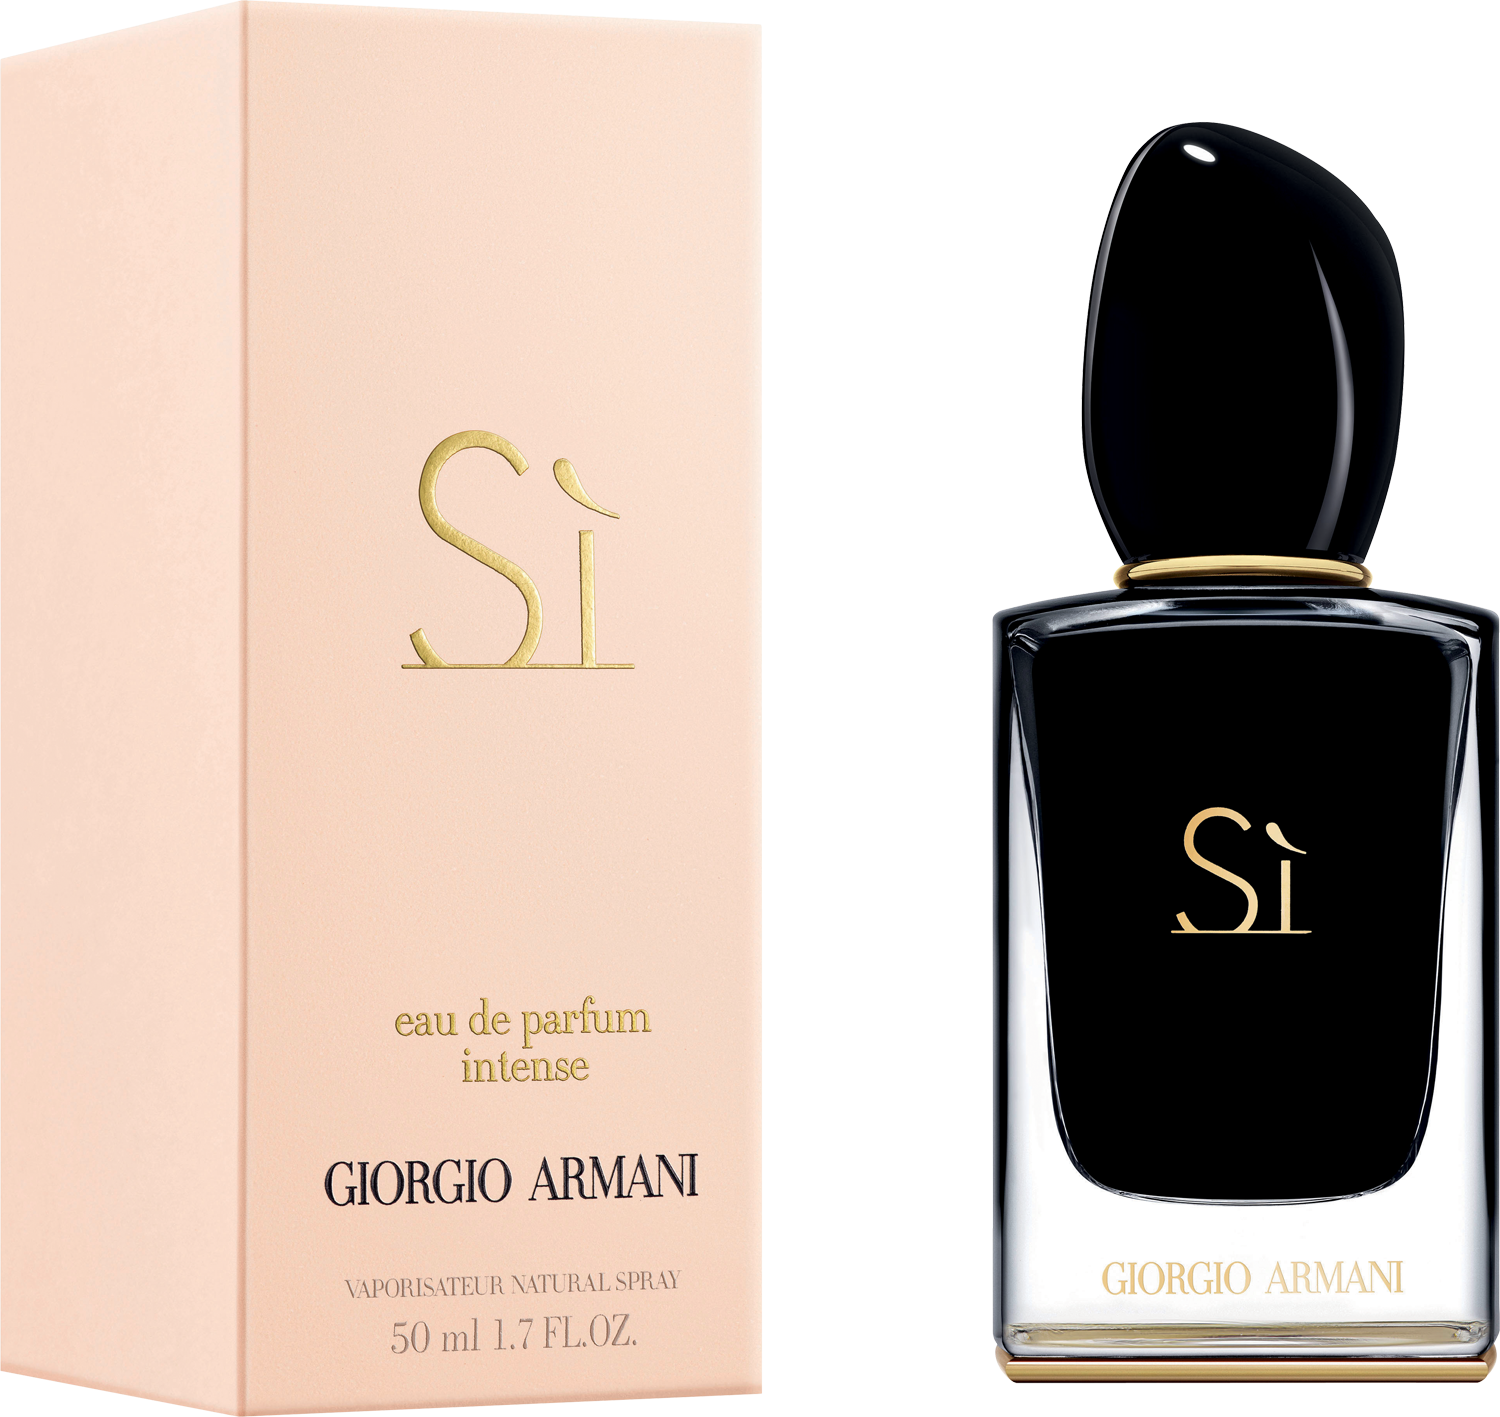 Sì
eau de parfum
intense
GIORGIO ARMANI
VAPORISATEUR NATURAL SPRAY
50 ml 1.7 FL.OZ.
Sì
GIORGIO ARMANI